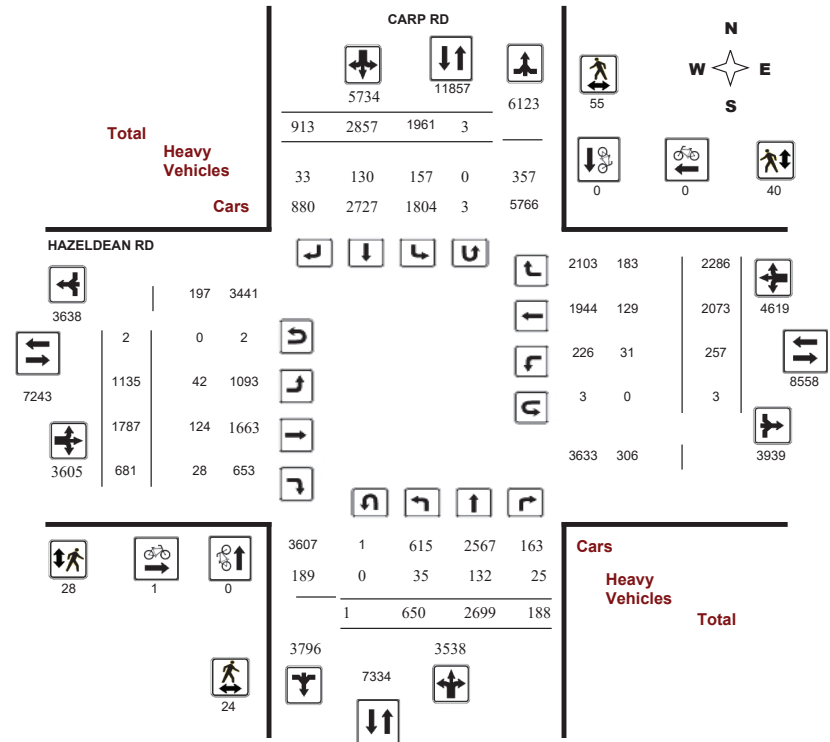 CARP RD
N
W E
S
5734
11857
6123
55
Total
913 2857 1961 3
Heavy
Vehicles
33 130 157 0 357
0 0 40
Cars
880 2727 1804 3 5766
HAZELDEAN RD
3638
197 3441
2103 183 2286
1944 129 2073 4619
7243
2 0 2
226 31 257
8558
1135 42 1093
3 0 3
1787 124 1663
3605
681 28 653
3633 306 3939
28 1 0
3607 1 615 2567 163
Cars
189 0 35 132 25
Heavy
Vehicles
1 650 2699 188
Total
3796
7334
3538
24